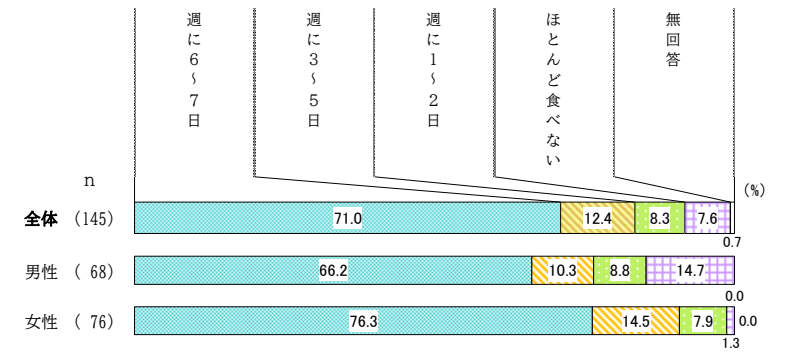 週に6～7日
週に3～5日
週に1～2日
ほとんど食べない
無回答
n
(%)
全体 (145) 71.0 12.4 8.3 7.6
0.7
男性 ( 68) 66.2 10.3 8.8 14.7
0.0
女性 ( 76) 76.3 14.5 7.9 0.0
1.3